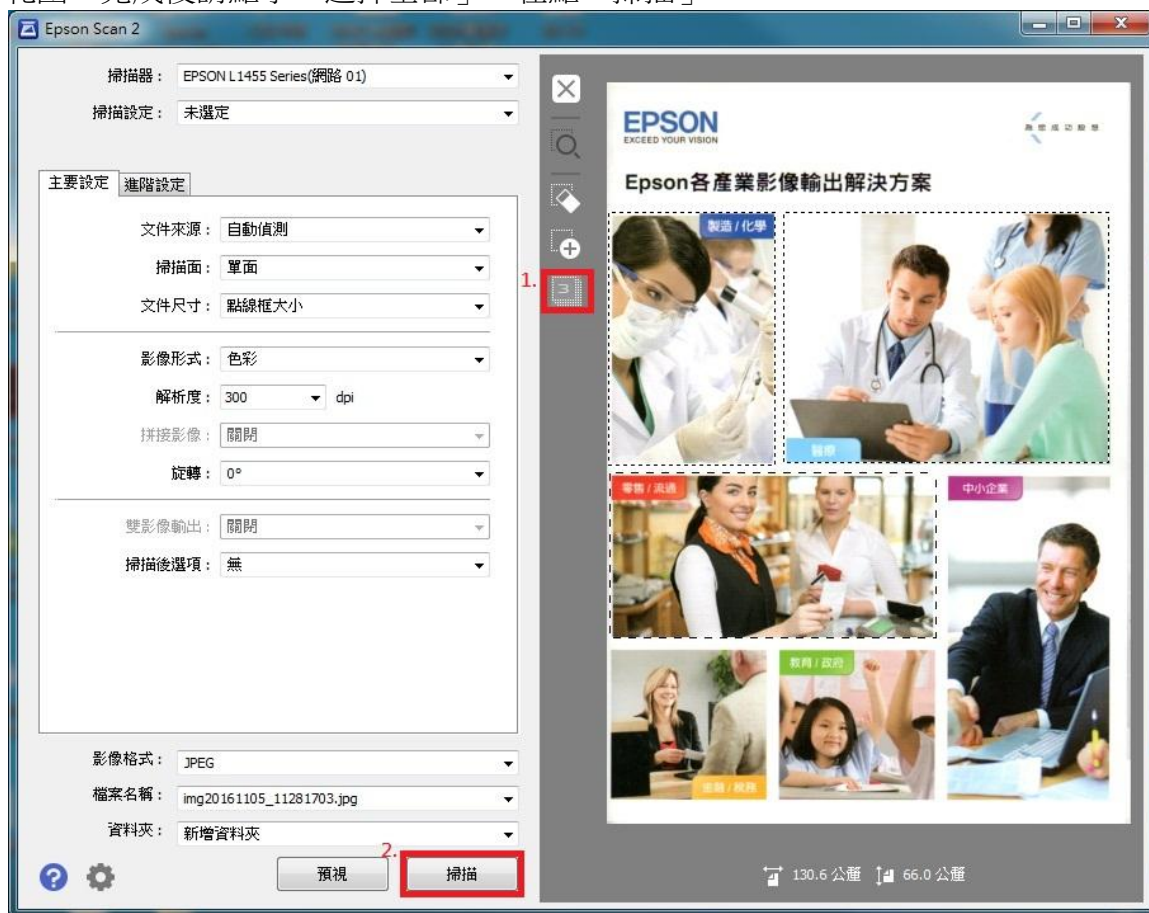 Epson Scan 2
掃描器： EPSON L1455 Series(網路 01)
掃描設定： 未選定
主要設定 進階設定
文件來源： 自動偵測
掃描面： 單面
文件尺寸： 點線框大小
影像形式： 色彩
解析度： 300 dpi
拼接影像： 關閉
旋轉： 0°
雙影像輸出： 關閉
掃描後選項： 無
影像格式： JPEG
檔案名稱： img20161105_11281703.jpg
資料夾： 新增資料夾
2.
預視 掃描
1.
3
EPSON
EXCEED YOUR VISION
Epson各產業影像輸出解決方案
製造 / 化學
醫療
零售 / 流通
中小企業
教育 / 政府
金融 / 稅務
130.6 公釐 66.0 公釐